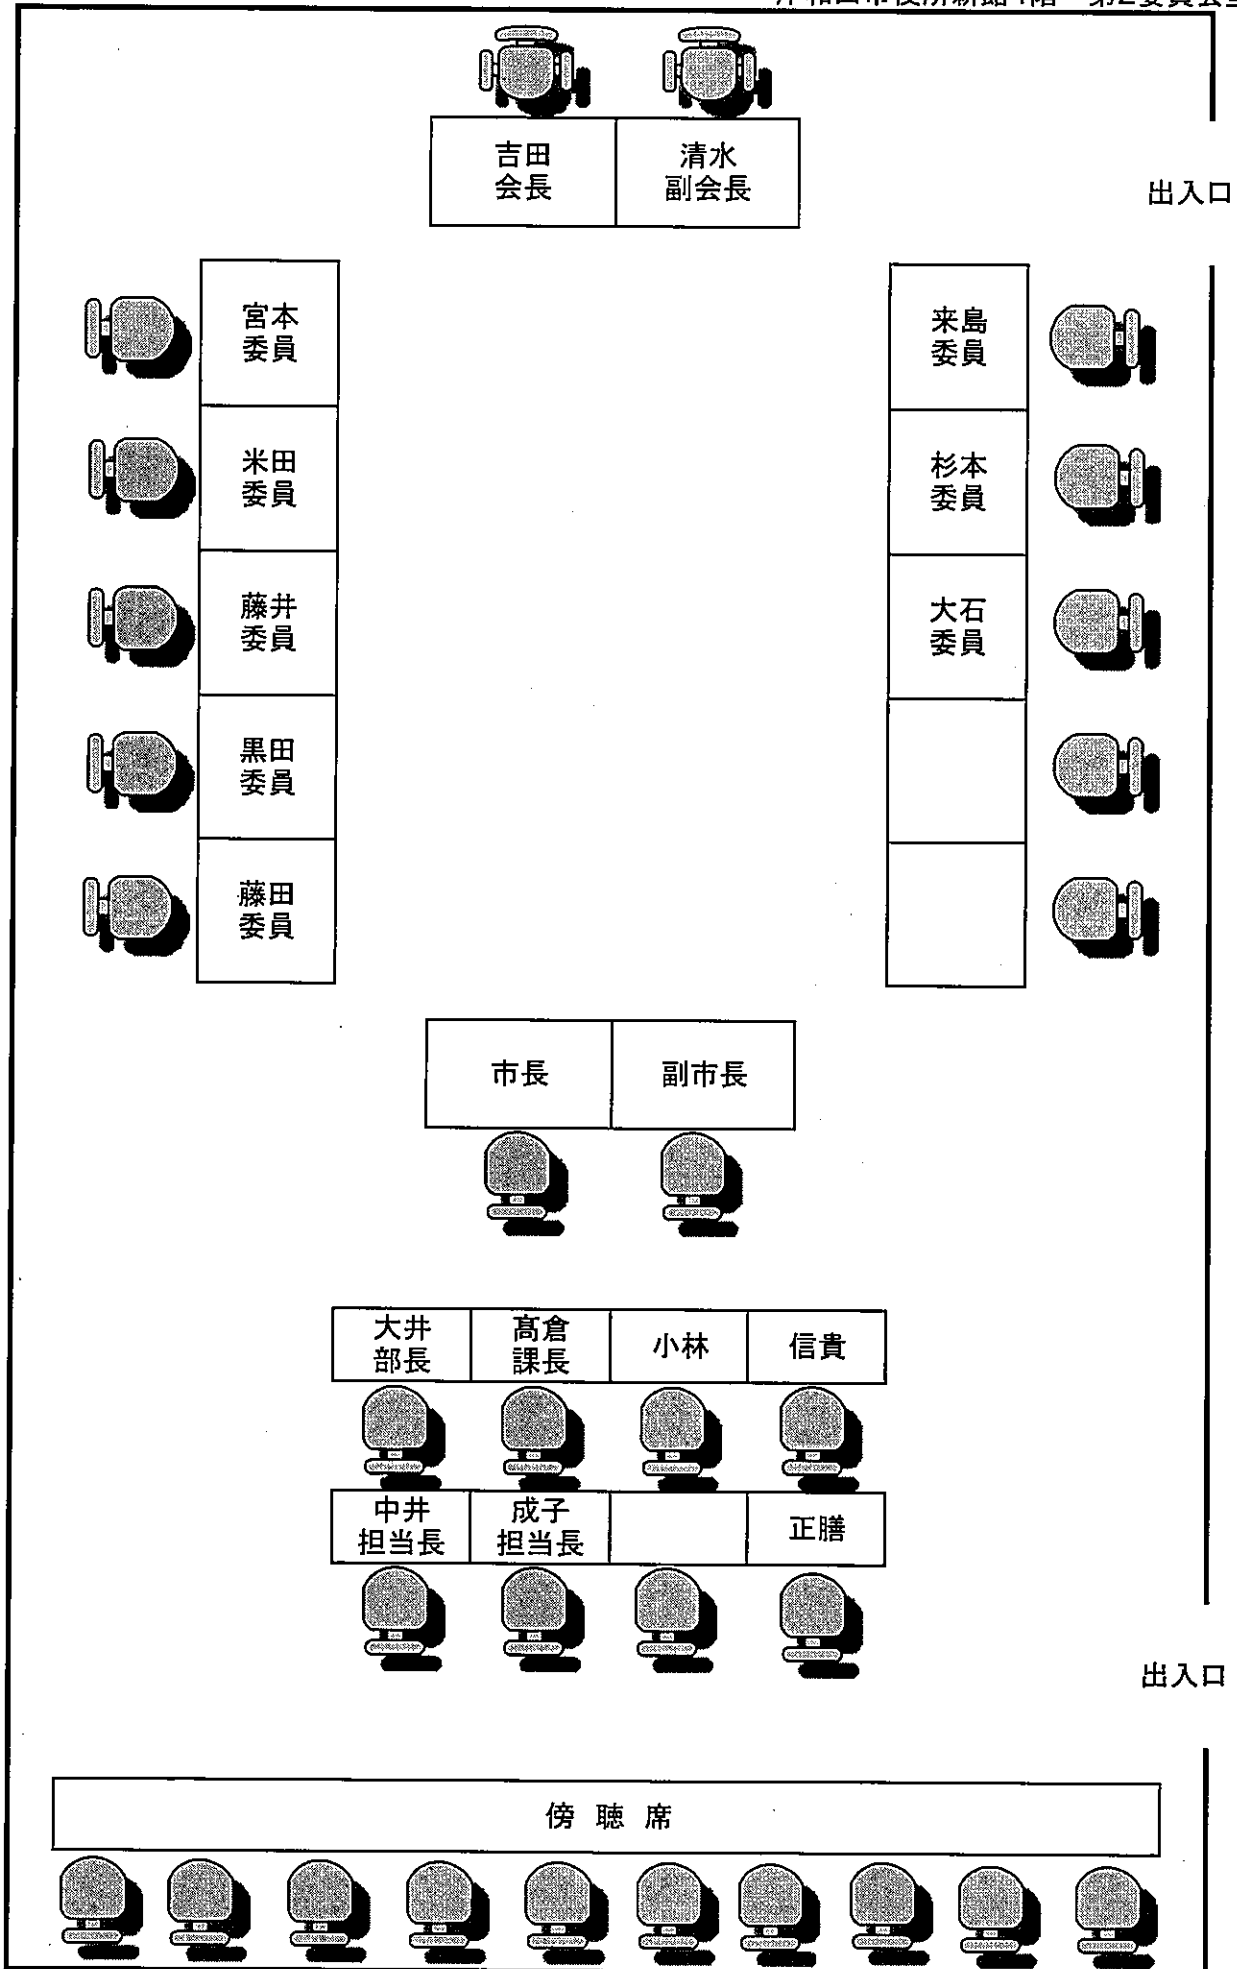 吉田
会長
清水
副会長
出入口
宮本
委員
来島
委員
米田
委員
杉本
委員
藤井
委員
大石
委員
黒田
委員
藤田
委員
市長
副市長
大井
部長
髙倉
課長
小林
信貴
中井
担当長
成子
担当長
正膳
出入口
傍聴席